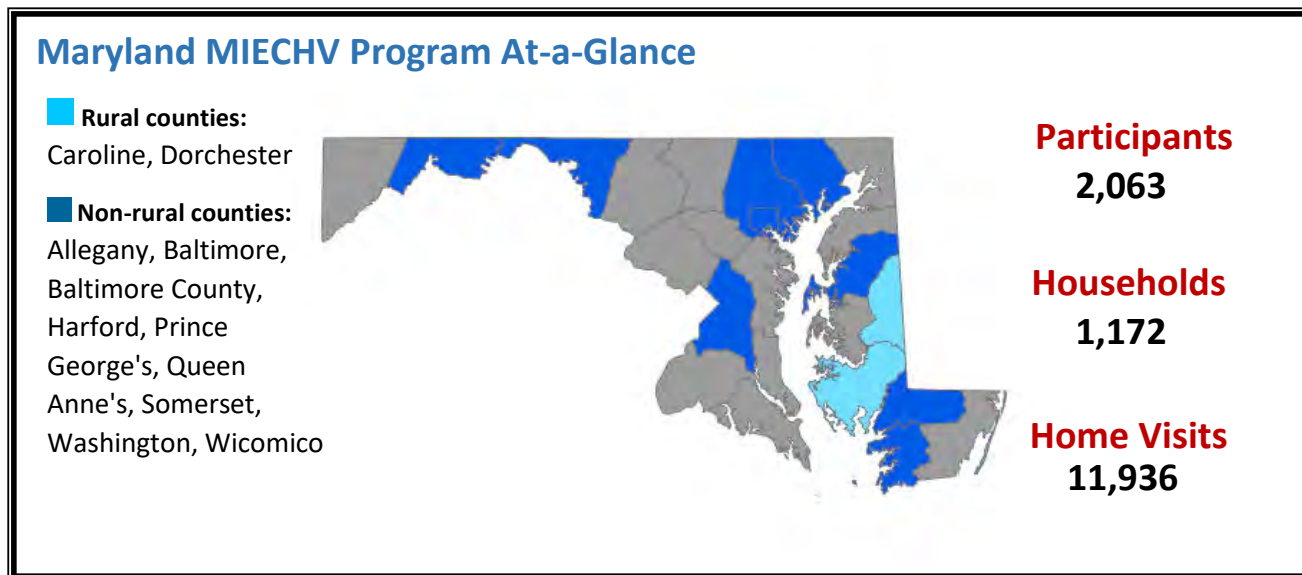 Maryland MIECHV Program At-a-Glance
Rural counties:
Caroline, Dorchester
Non-rural counties:
Allegany, Baltimore,
Baltimore County,
Harford, Prince
George's, Queen
Anne's, Somerset,
Washington, Wicomico
Participants
2,063
Households
1,172
Home Visits
11,936